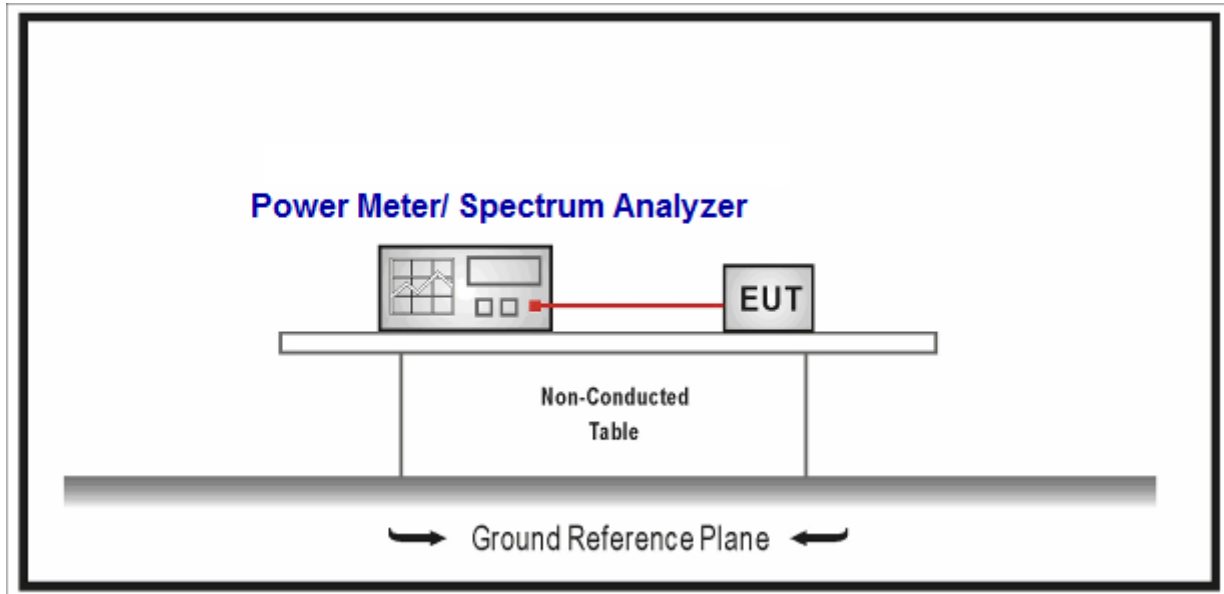 Power Meter/ Spectrum Analyzer
EUT
Non-Conducted
Table
Ground Reference Plane